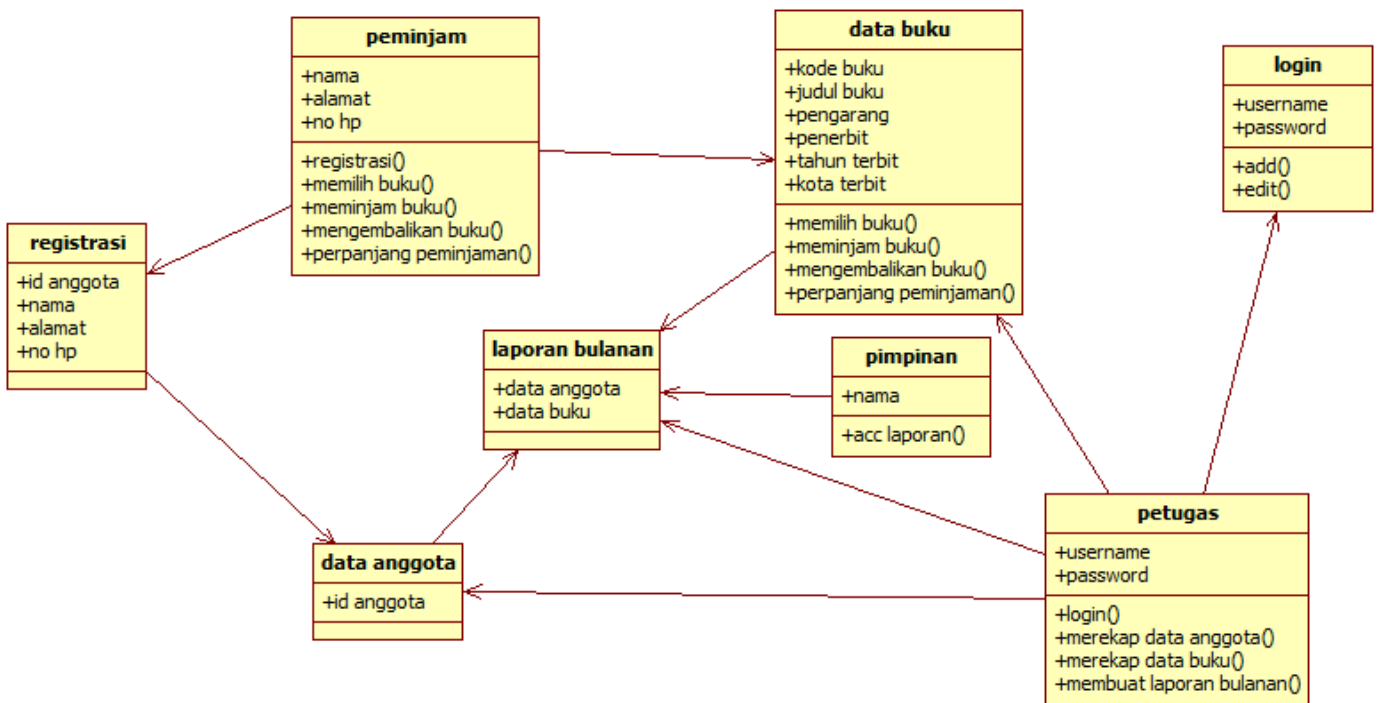 peminjam
+nama
+alamat
+no hp
+registrasi()
+memilih buku()
+meminjam buku()
+mengembalikan buku()
+perpanjang peminjaman()
data buku
+kode buku
+judul buku
+pengarang
+penerbit
+tahun terbit
+kota terbit
+memilih buku()
+meminjam buku()
+mengembalikan buku()
+perpanjang peminjaman()
login
+username
+password
+add()
+edit()
registrasi
+id anggota
+nama
+alamat
+no hp
laporan bulanan
+data anggota
+data buku
pimpinan
+nama
+acc laporan()
data anggota
+id anggota
petugas
+username
+password
+login()
+merekap data anggota()
+merekap data buku()
+membuat laporan bulanan()